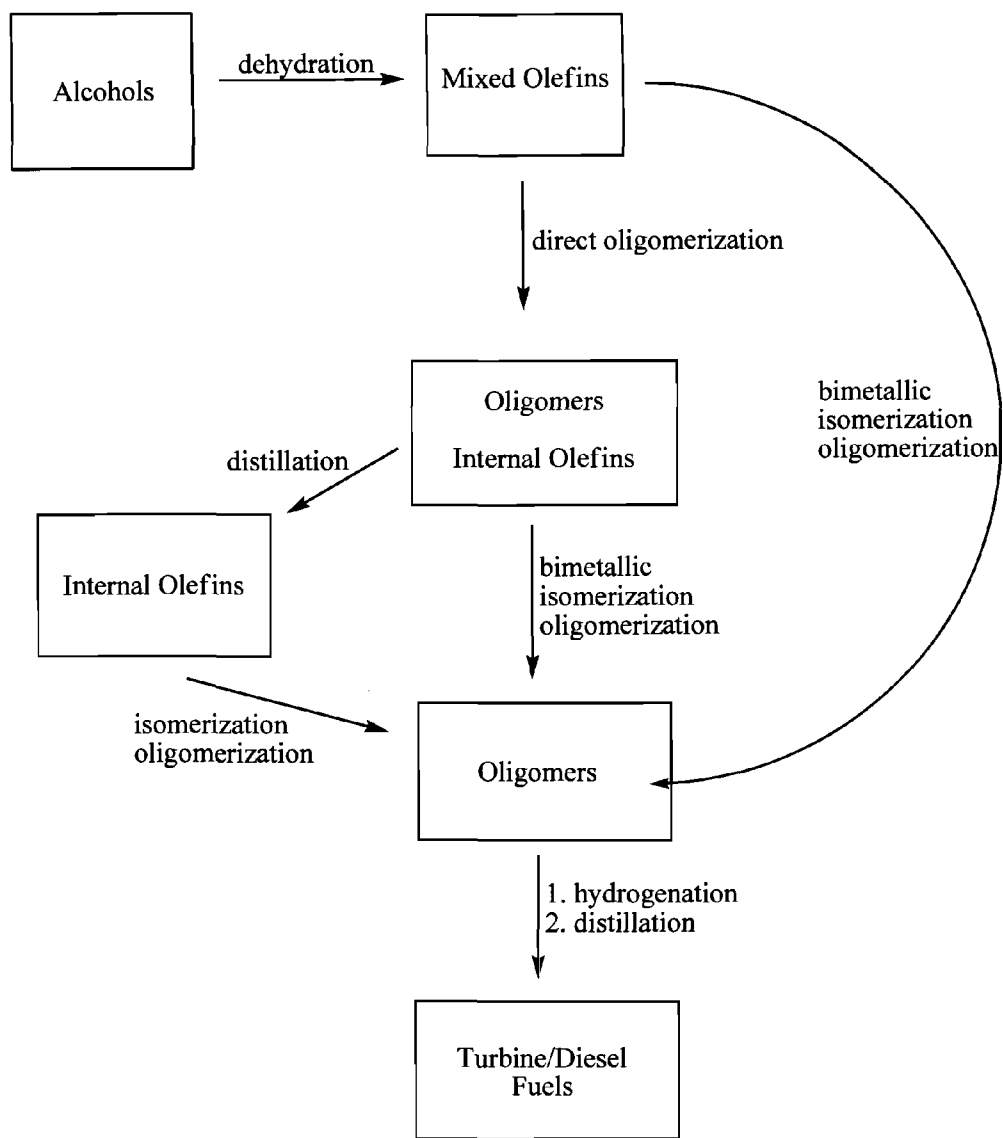 Alcohols
dehydration
Mixed Olefins
direct oligomerization
bimetallic
isomerization
oligomerization
Oligomers
Internal Olefins
distillation
Internal Olefins
bimetallic
isomerization
oligomerization
isomerization
oligomerization
Oligomers
1. hydrogenation
2. distillation
Turbine/Diesel
Fuels